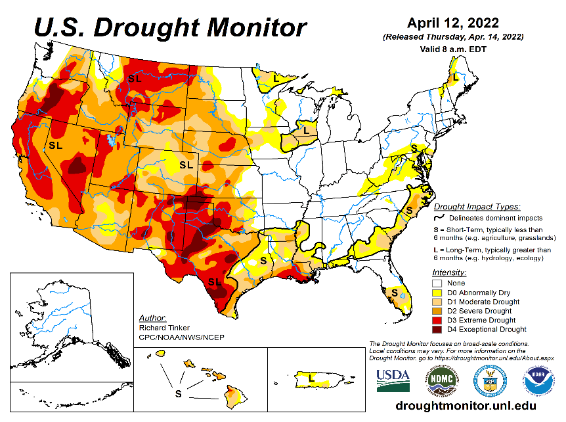 U.S. Drought Monitor
April 12, 2022
(Released Thursday, Apr. 14, 2022)
Valid 8 a.m. EDT
L
L
SL
L
SL
S
SL
S
S
SL
S
Drought Impact Types:
Delineates dominant impacts
S = Short-Term, typically less than
6 months (e.g. agriculture, grasslands)
L = Long-Term, typically greater than
6 months (e.g. hydrology, ecology)
Intensity:
None
D0 Abnormally Dry
D1 Moderate Drought
D2 Severe Drought
D3 Extreme Drought
D4 Exceptional Drought
Author:
Richard Tinker
CPC/NOAA/NWS/NCEP
S
L
The Drought Monitor focuses on broad-scale conditions.
Local conditions may vary. For more information on the
Drought Monitor, go to https://droughtmonitor.unl.edu/About.aspx
USDA
NDMC
droughtmonitor.unl.edu